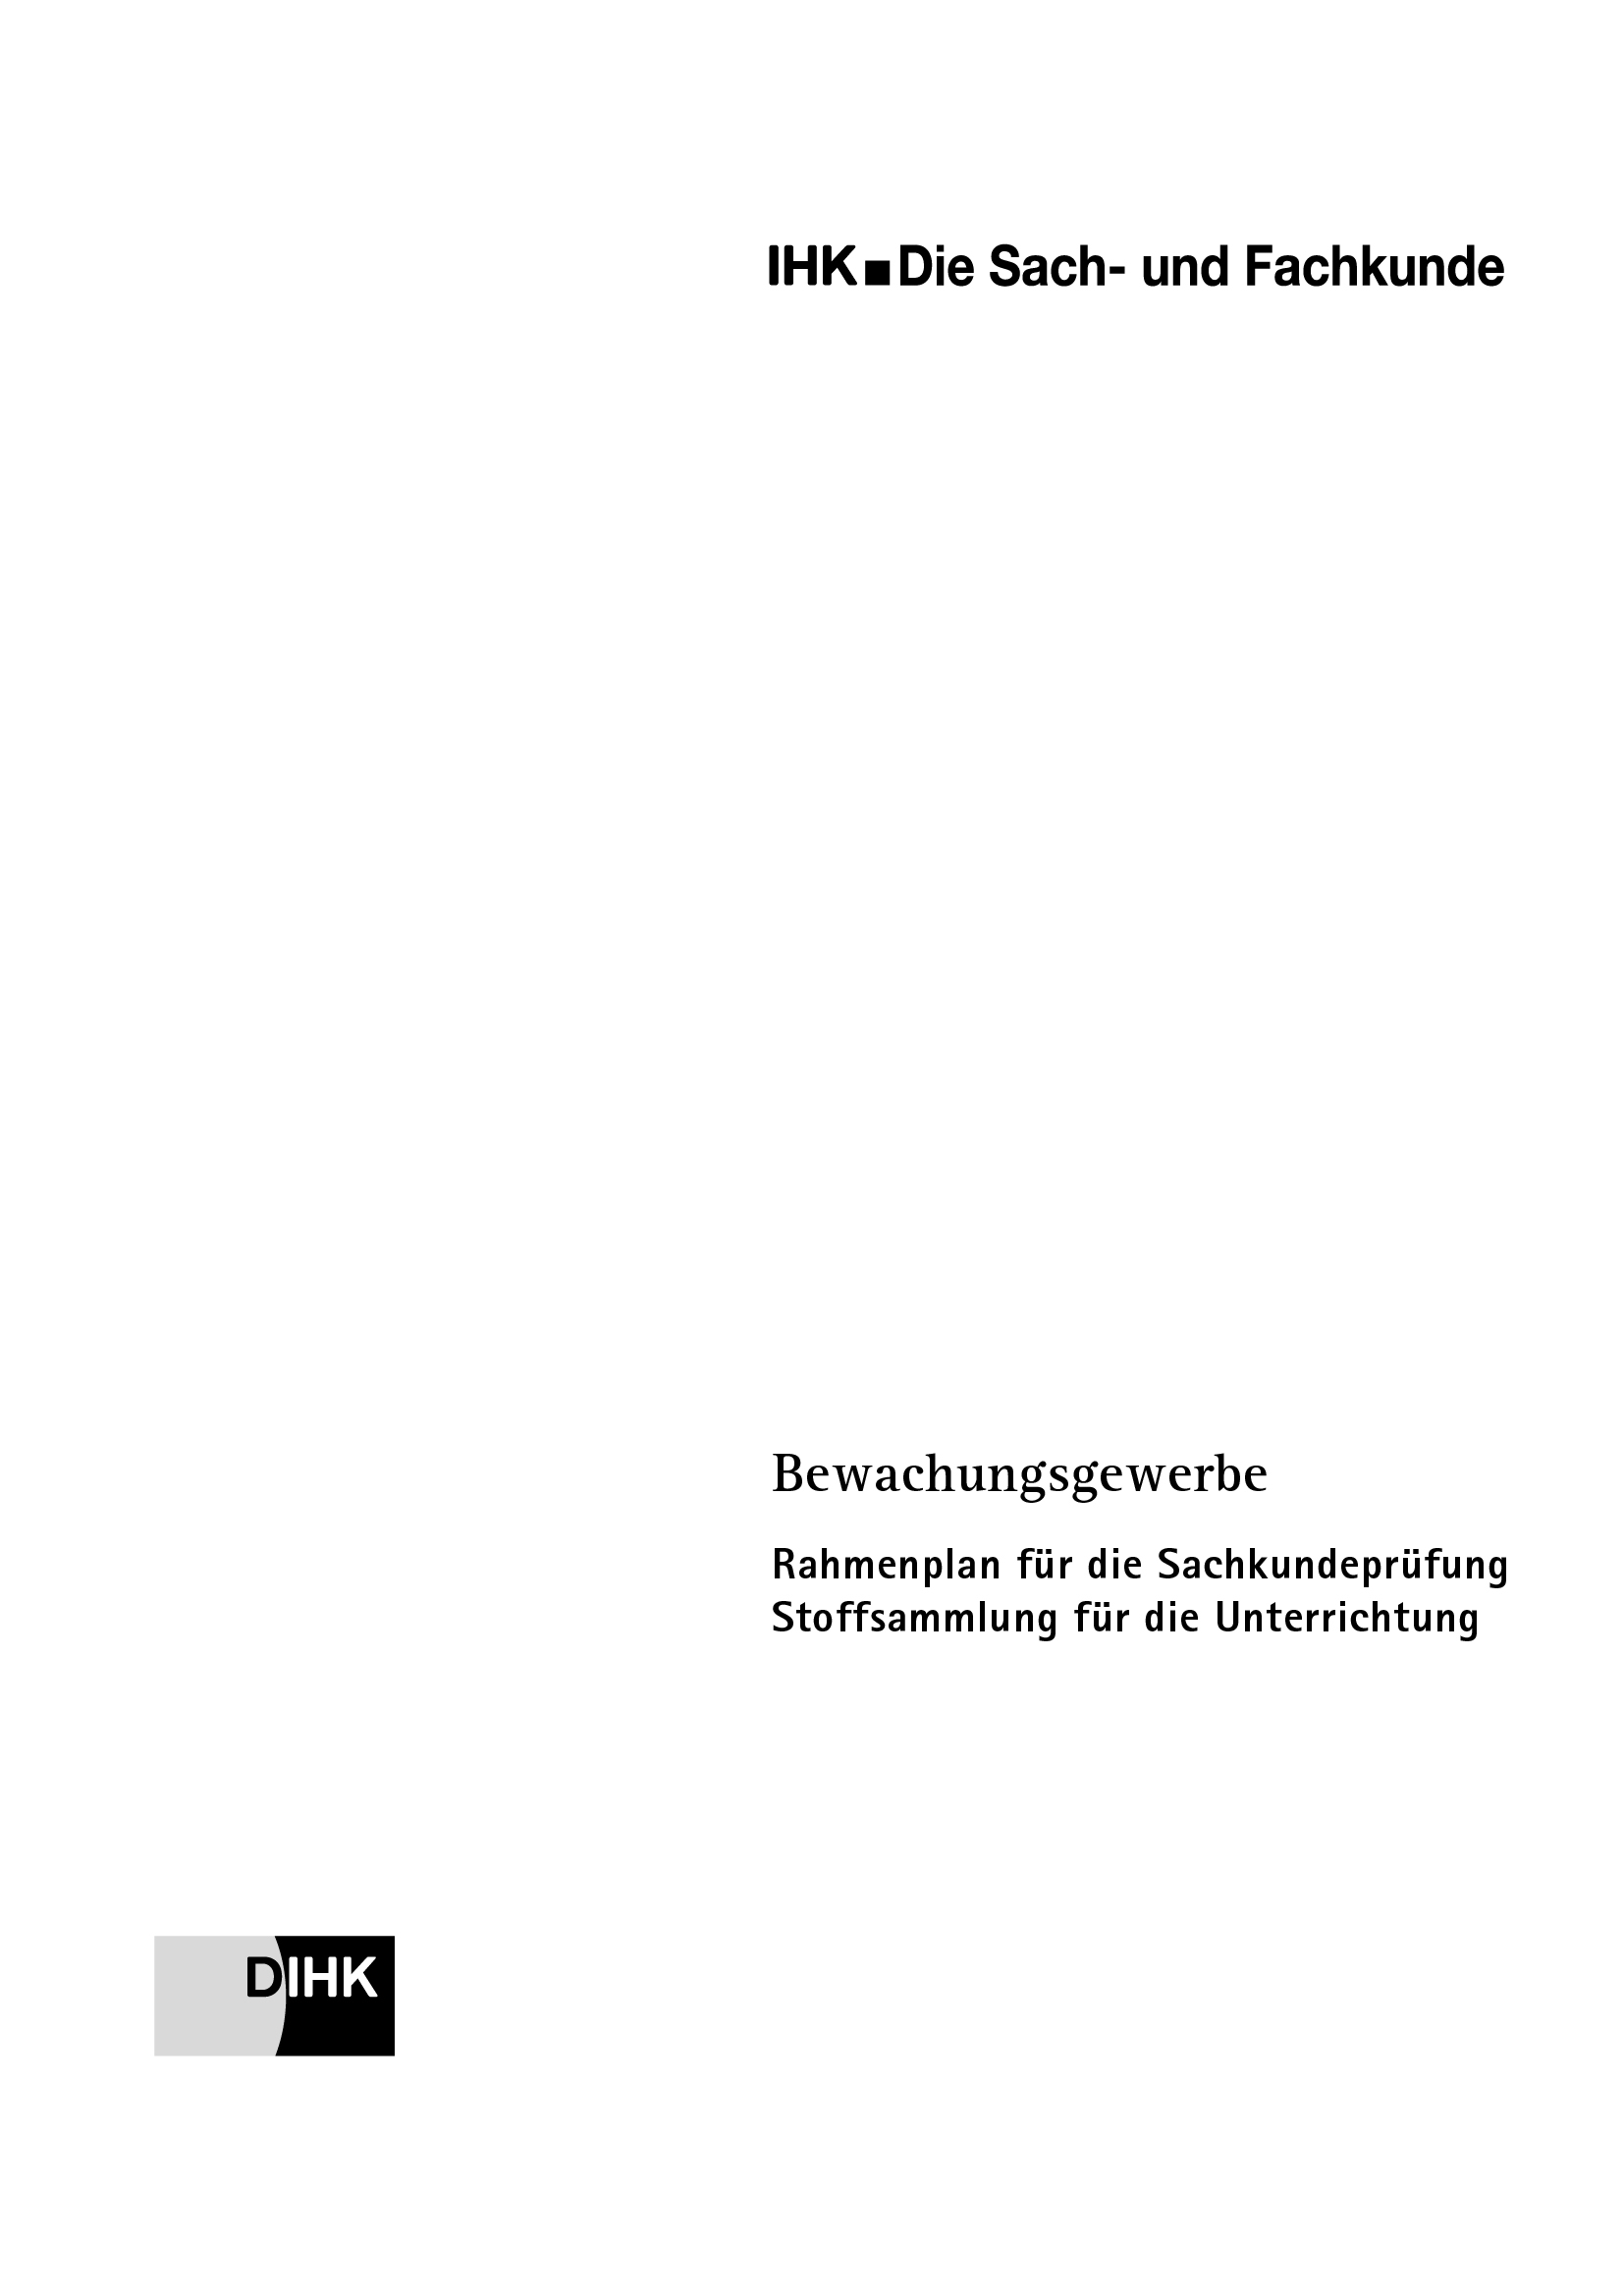 IHK ■ Die Sach- und Fachkunde
Bewachungsgewerbe
Rahmenplan für die Sachkundeprüfung
Stoffsammlung für die Unterrichtung
DIHK